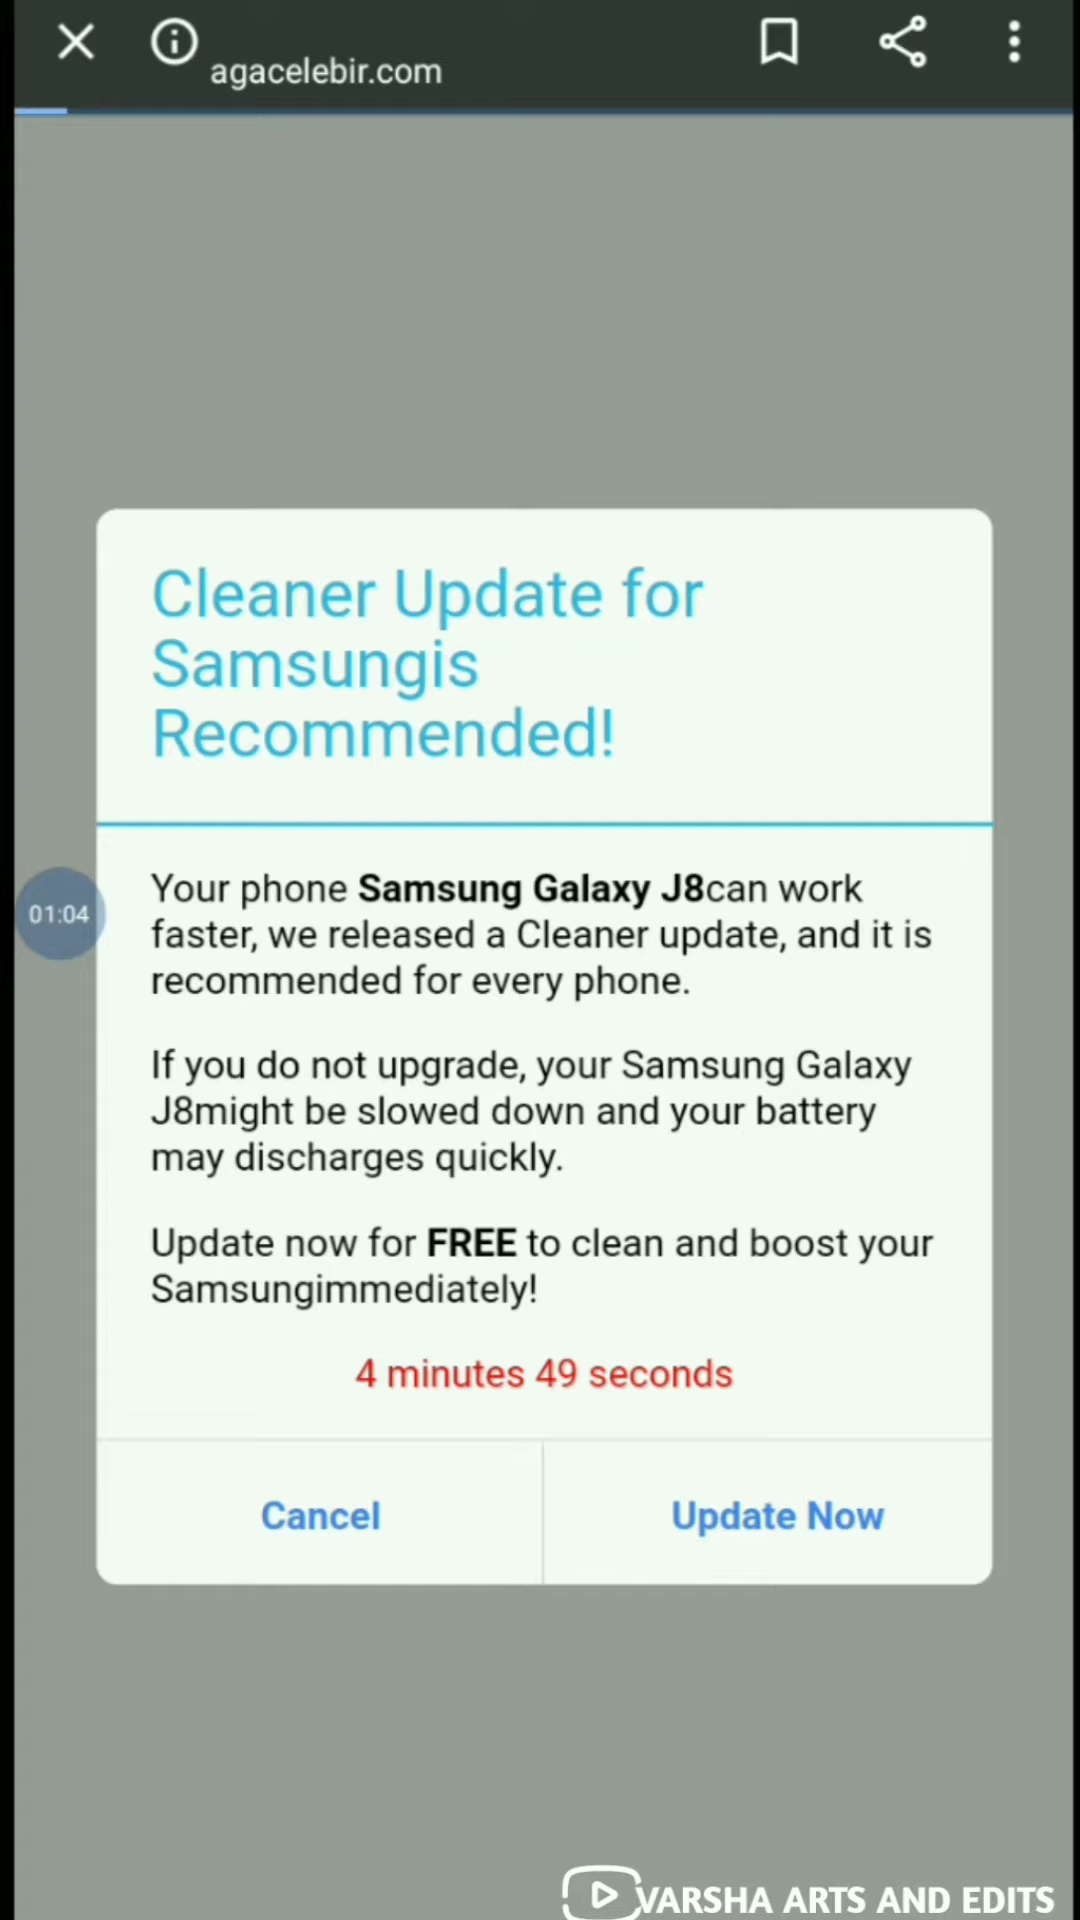 agacelebir.com
Cleaner Update for
Samsungis
Recommended!
Your phone Samsung Galaxy J8can work
faster, we released a Cleaner update, and it is
recommended for every phone.
01:04
If you do not upgrade, your Samsung Galaxy
J8might be slowed down and your battery
may discharges quickly.
Update now for FREE to clean and boost your
Samsungimmediately!
4 minutes 49 seconds
Cancel
Update Now
VARSHA ARTS AND EDITS